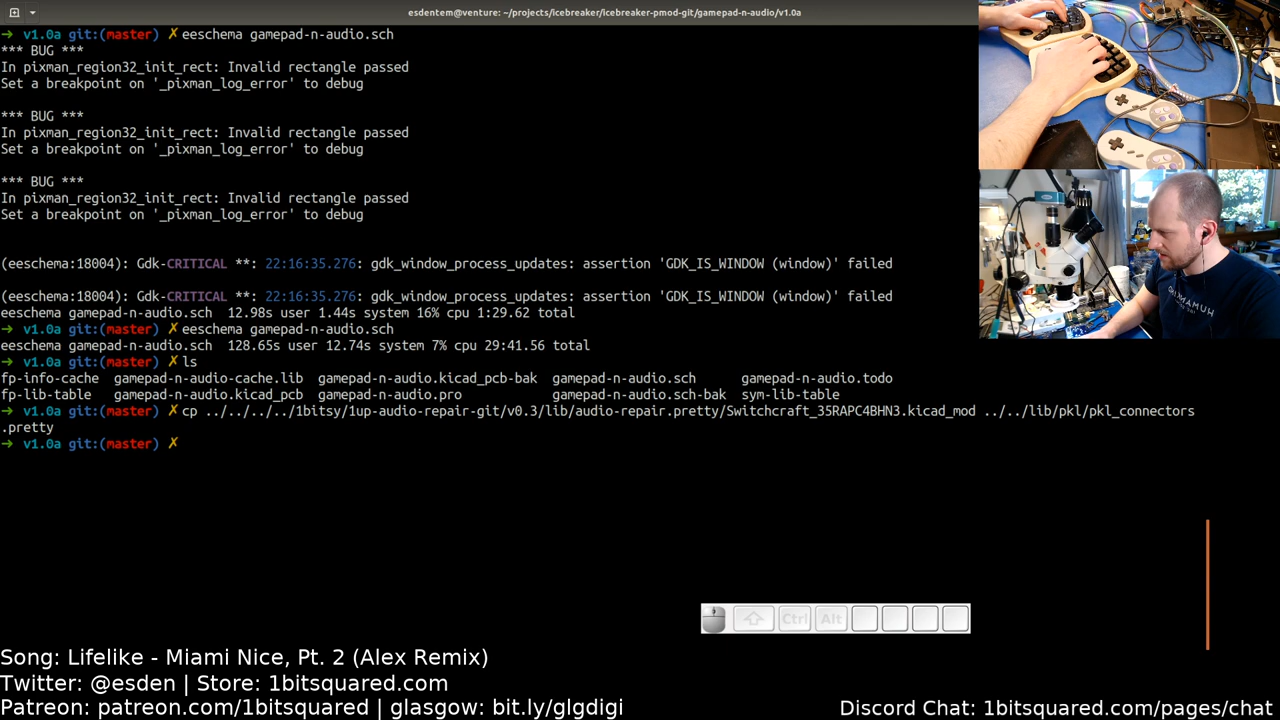 esdentem@venture: ~/projects/icebreaker/icebreaker-pmod-git/gamepad-n-audio/v1.0a
➜ v1.0a git:(master) ✗ eeschema gamepad-n-audio.sch
*** BUG ***
In pixman_region32_init_rect: Invalid rectangle passed
Set a breakpoint on '_pixman_log_error' to debug
*** BUG ***
In pixman_region32_init_rect: Invalid rectangle passed
Set a breakpoint on '_pixman_log_error' to debug
*** BUG ***
In pixman_region32_init_rect: Invalid rectangle passed
Set a breakpoint on '_pixman_log_error' to debug
(eeschema:18004): Gdk-CRITICAL **: 22:16:35.276: gdk_window_process_updates: assertion 'GDK_IS_WINDOW (window)' failed
(eeschema:18004): Gdk-CRITICAL **: 22:16:35.276: gdk_window_process_updates: assertion 'GDK_IS_WINDOW (window)' failed
eeschema gamepad-n-audio.sch  12.98s user 1.44s system 16% cpu 1:29.62 total
➜ v1.0a git:(master) ✗ eeschema gamepad-n-audio.sch
eeschema gamepad-n-audio.sch  128.65s user 12.74s system 7% cpu 29:41.56 total
➜ v1.0a git:(master) ✗ ls
fp-info-cache  gamepad-n-audio-cache.lib  gamepad-n-audio.kicad_pcb-bak  gamepad-n-audio.sch  gamepad-n-audio.todo
fp-lib-table  gamepad-n-audio.kicad_pcb  gamepad-n-audio.pro  gamepad-n-audio.sch-bak  sym-lib-table
➜ v1.0a git:(master) ✗ cp ../../../../1bitsy/1up-audio-repair-git/v0.3/lib/audio-repair.pretty/Switchcraft_35RAPC4BHN3.kicad_mod ../../lib/pkl/pkl_connectors
.pretty
➜ v1.0a git:(master) ✗
Ctrl Alt
Song: Lifelike - Miami Nice, Pt. 2 (Alex Remix)
Twitter: @esden | Store: 1bitsquared.com
Patreon: patreon.com/1bitsquared | glasgow: bit.ly/glgdigi
Discord Chat: 1bitsquared.com/pages/chat